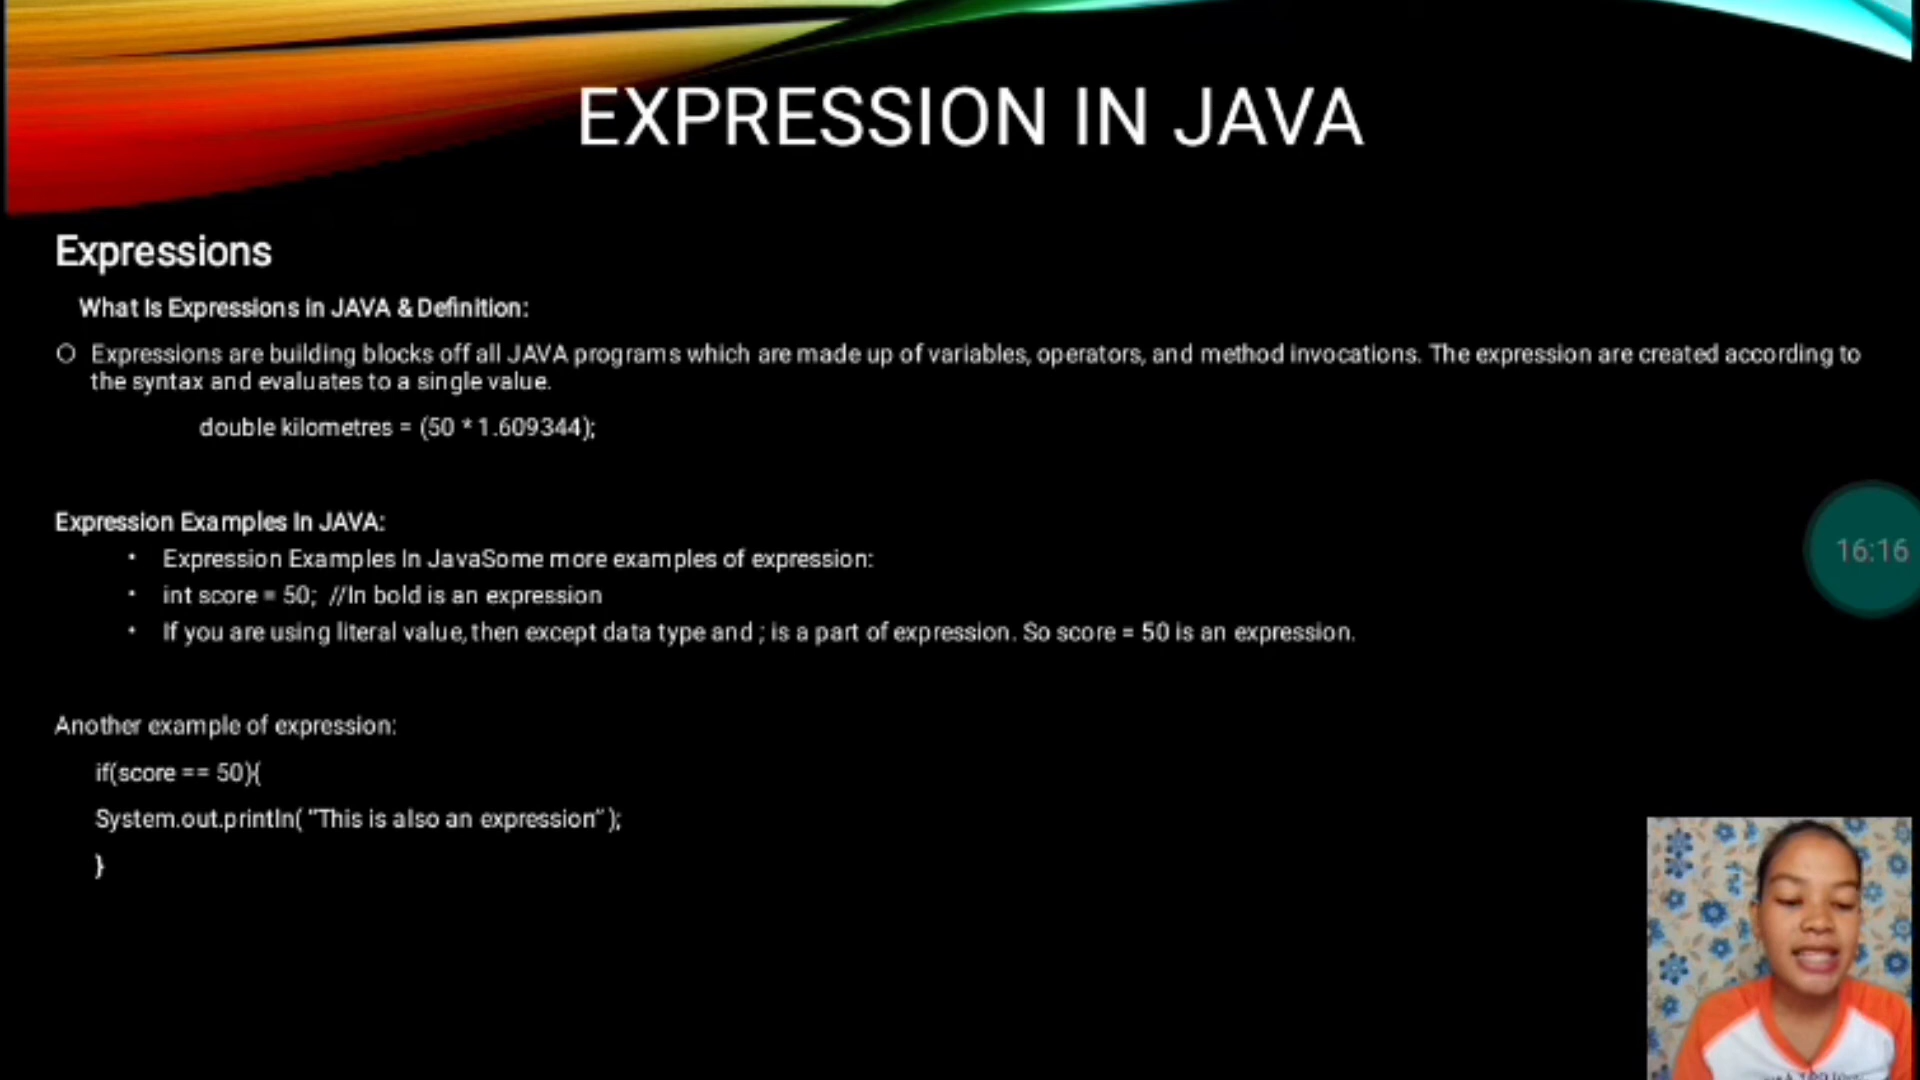 EXPRESSION IN JAVA
Expressions
What Is Expressions in JAVA & Definition:
Expressions are building blocks off all JAVA programs which are made up of variables, operators, and method invocations. The expression are created according to
the syntax and evaluates to a single value.
double kilometres = (50 * 1.609344);
Expression Examples In JAVA:
• Expression Examples In JavaSome more examples of expression:
• int score = 50; //In bold is an expression
• If you are using literal value, then except data type and ; is a part of expression. So score = 50 is an expression.
16:16
Another example of expression:
if(score == 50){
System.out.println( "This is also an expression" );
}